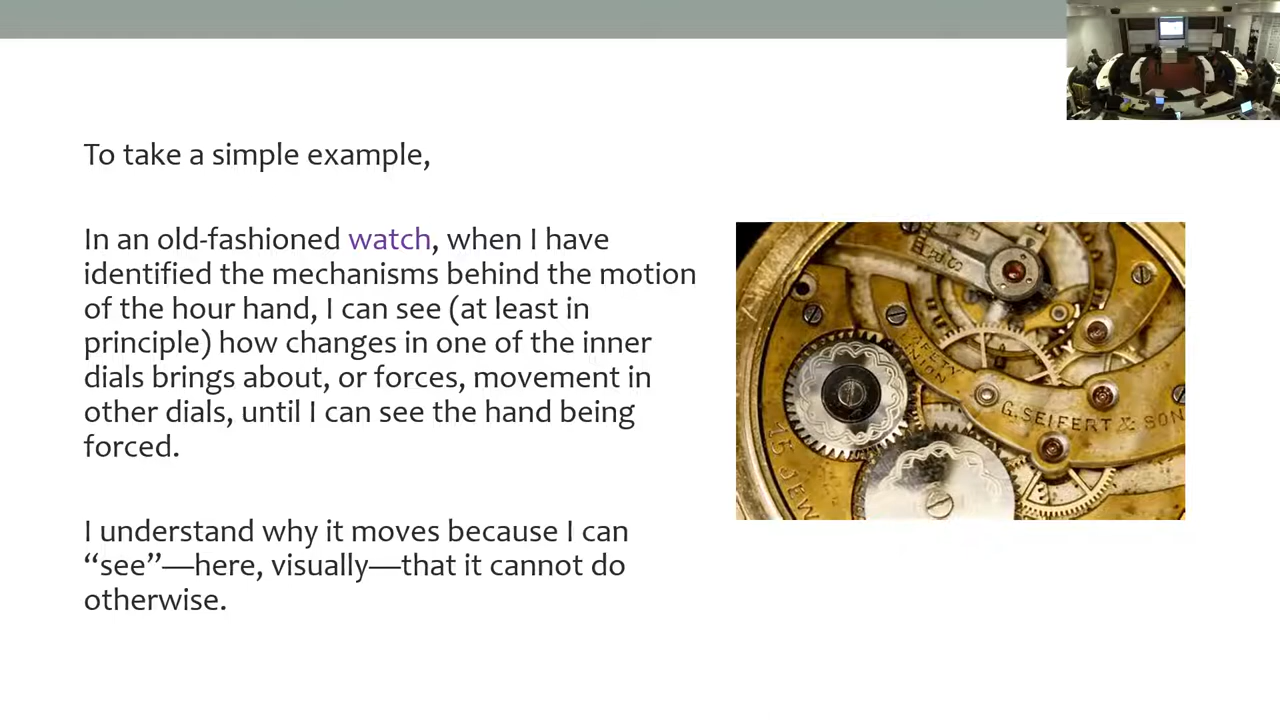 To take a simple example,
In an old-fashioned watch, when I have
identified the mechanisms behind the motion
of the hour hand, I can see (at least in
principle) how changes in one of the inner
dials brings about, or forces, movement in
other dials, until I can see the hand being
forced.
I understand why it moves because I can
“see”—here, visually—that it cannot do
otherwise.
G. SEIFERT & SON
15 JEW